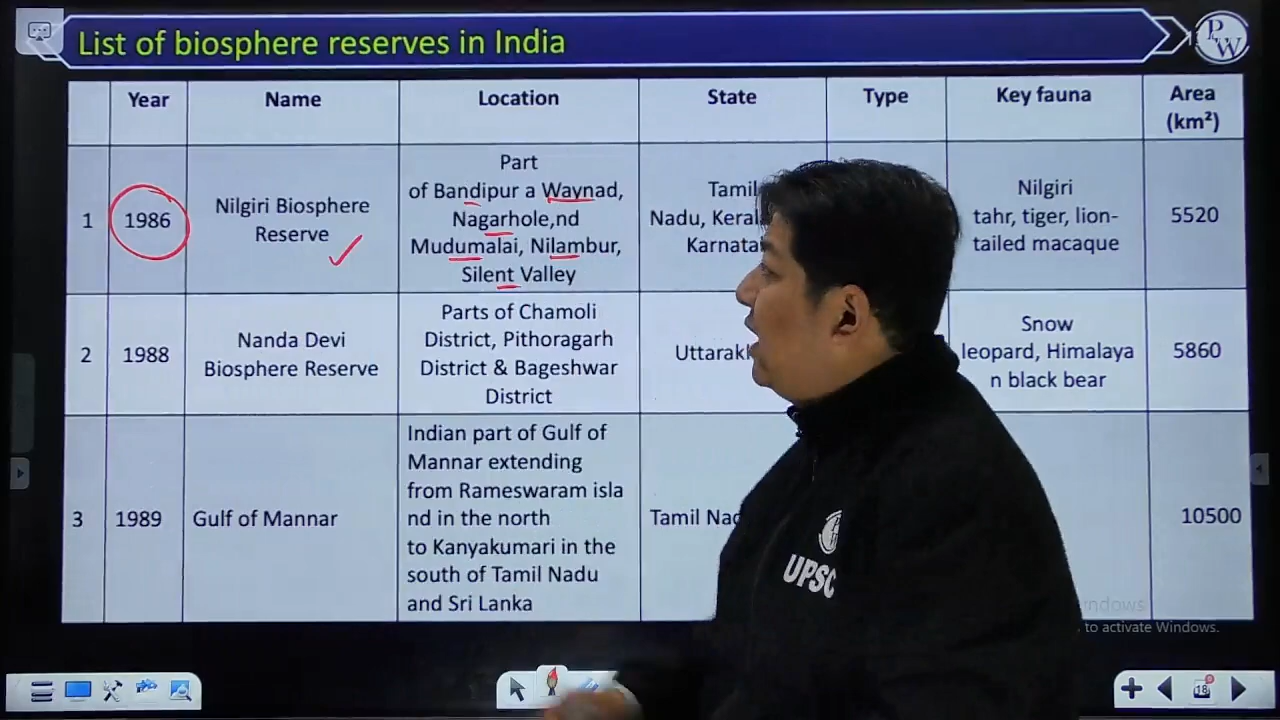 List of biosphere reserves in India
PW
Year
Name
Location
State
Type
Key fauna
Area
(km²)
1
1986
Nilgiri Biosphere
Reserve
Part
of Bandipur a Waynad,
Nagarhole,nd
Mudumalai, Nilambur,
Silent Valley
Tamil
Nadu,
Nilgiri
tahr, tiger, lion-
tailed macaque
5520
2
1988
Nanda Devi
Biosphere Reserve
Parts of Chamoli
District, Pithoragarh
District & Bageshwar
District
Snow
leopard, Himalaya
n black bear
5860
3
1989
Gulf of Mannar
Indian part of Gulf of
Mannar extending
from Rameswaram isla
nd in the north
to Kanyakumari in the
south of Tamil Nadu
and Sri Lanka
Tamil
10500
UPSC
to activate Windows.
18